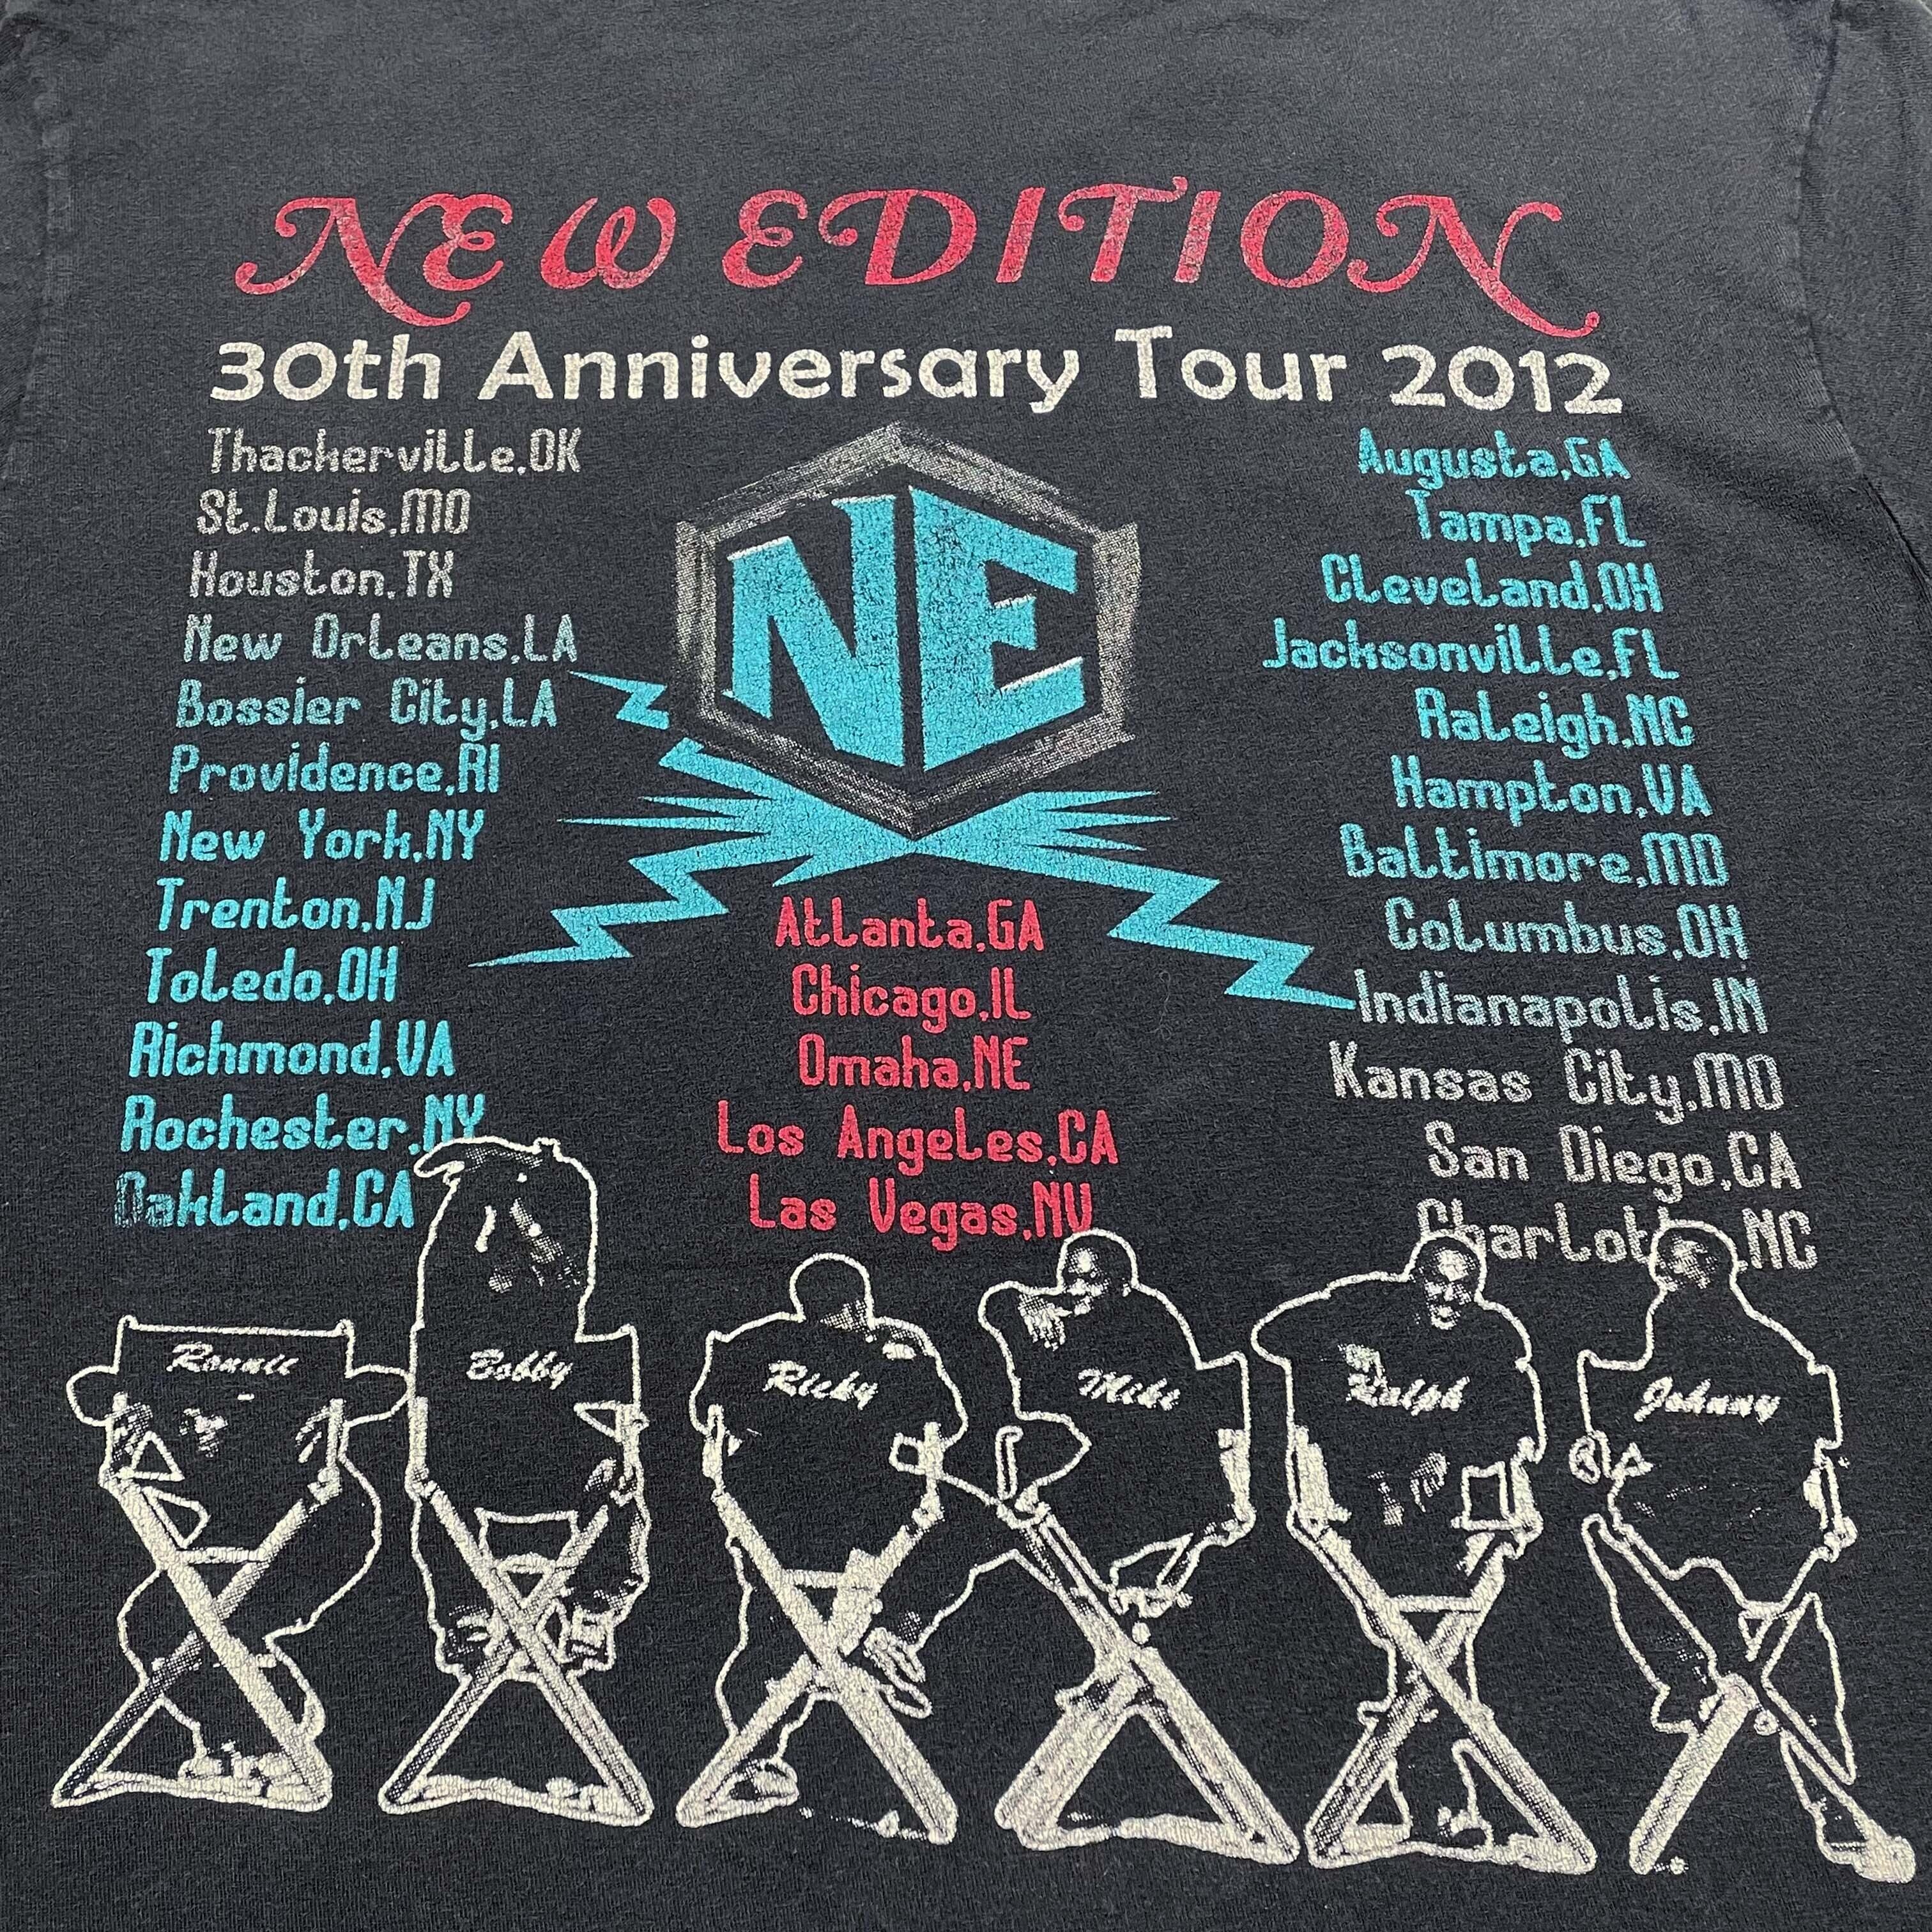 NEW EDITION
30th Anniversary Tour 2012
Thackerville,OK
St.Louis,MO
Houston,TX
New Orleans,LA
Bossier City,LA
Providence,RI
New York,NY
Trenton,NJ
Toledo,OH
Richmond,VA
Rochester,NY
Oakland,CA
NE
Atlanta,GA
Chicago,IL
Omaha,NE
Los Angeles,CA
Las Vegas,NV
Augusta,GA
Tampa,FL
Cleveland,OH
Jacksonville,FL
Raleigh,NC
Hampton,VA
Baltimore,MD
Columbus,OH
Indianapolis,IN
Kansas City,MO
San Diego,CA
Charlotte,NC
Ronnie
Bobby
Ricky
Mike
Ralph
Johnny